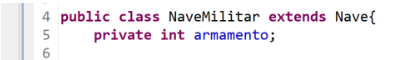 4 public class NaveMilitar extends Nave{
5     private int armamento;
6